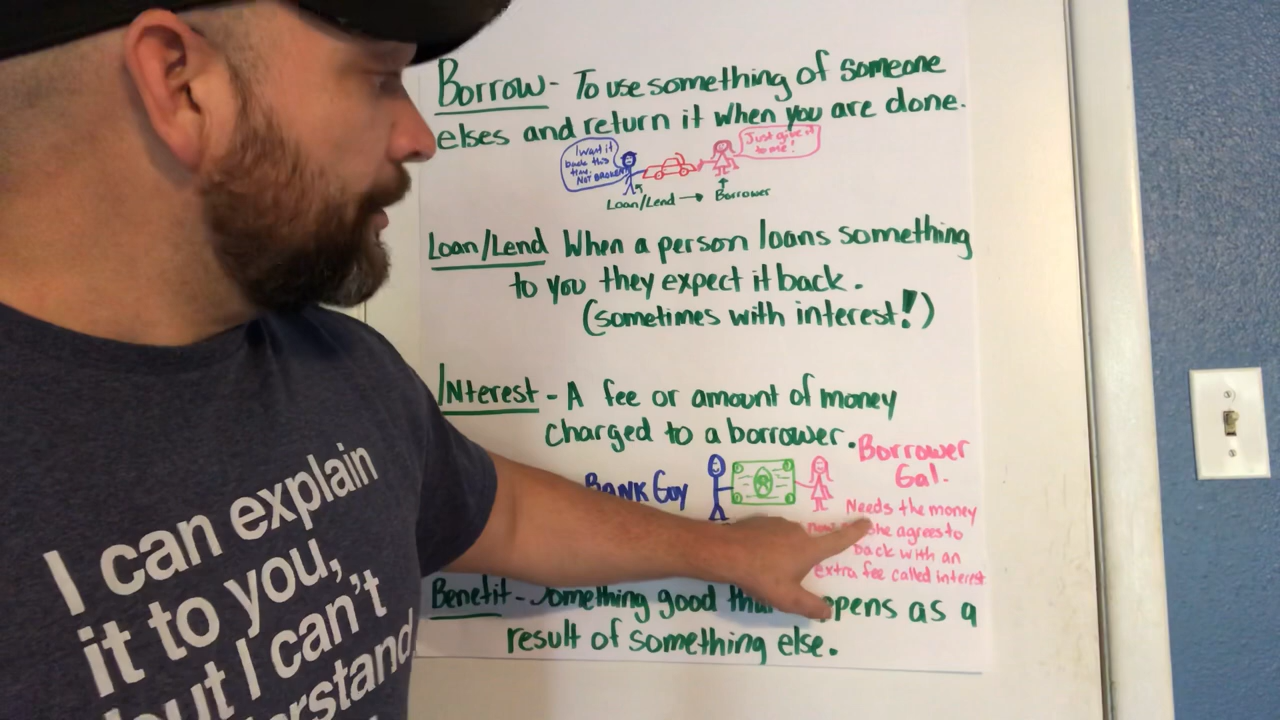 Borrow - To use something of someone
elses and return it when you are done.
I want it
back this
time.
NOT BROKEN
Just give it
to me!
Loan/Lend → Borrower
Loan/Lend When a person loans something
to you they expect it back.
(sometimes with interest!)
Interest - A fee or amount of money
charged to a borrower.
BANK Guy
Borrower
Gal.
Needs the money
now she agrees to
back with an
extra fee called interest
Benefit - Something good
as a
result of something else.
I can explain
it to you,
but I can't